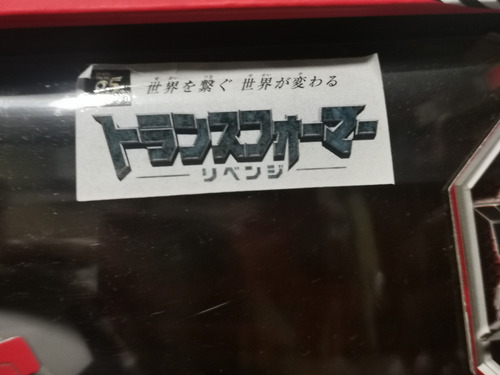 世界を繋ぐ 世界が変わる
トランスフォーマー
リベンジ